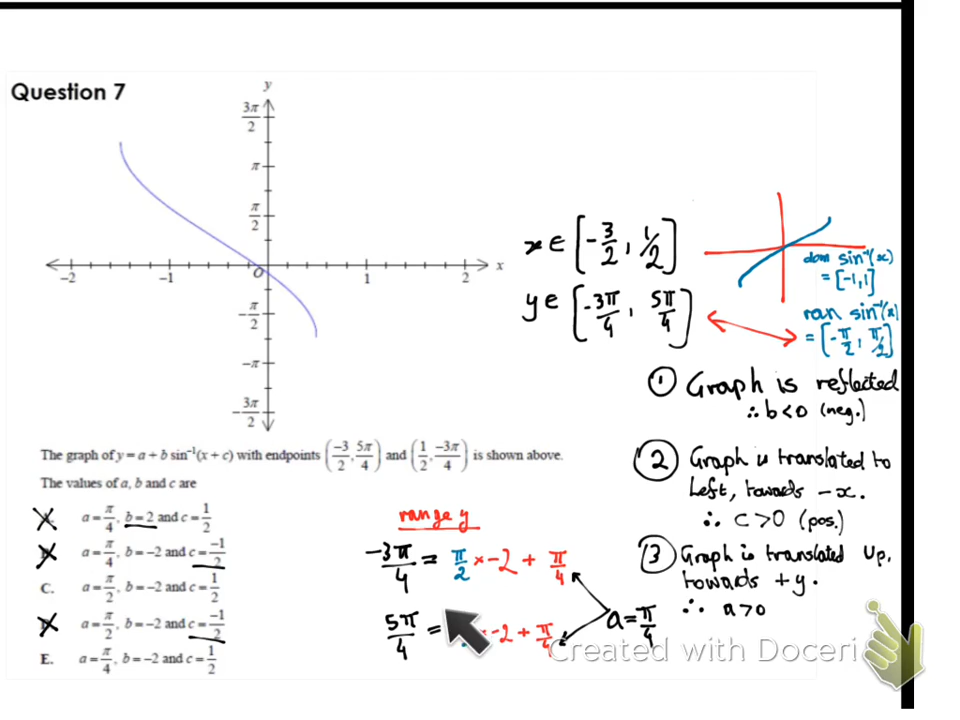 Question 7
y
3π/2
π
π/2
-2 -1 O 1 2 x
-π/2
-π
-3π/2
x ∈ [-3/2, 1/2]
y ∈ [-3π/4, 5π/4]
dom sin⁻¹(x)
= [-1,1]
ran sin⁻¹(x)
= [-π/2, π/2]
① Graph is reflected
∴ b<0 (neg.)
② Graph is translated to
Left, towards -x.
∴ c>0 (pos.)
③ Graph is translated Up,
towards +y.
∴ a>0
The graph of y = a + b sin⁻¹(x + c) with endpoints (-3/2, 5π/4) and (1/2, -3π/4) is shown above.
The values of a, b and c are
a = π/4, b = 2 and c = 1/2
a = π/4, b = -2 and c = -1/2
C. a = π/2, b = -2 and c = 1/2
a = π/2, b = -2 and c = -1/2
E. a = π/4, b = -2 and c = 1/2
range y
-3π/4 = π/2 × -2 + π/4
5π/4 = × -2 + π/4
a = π/4
Created with Doceri